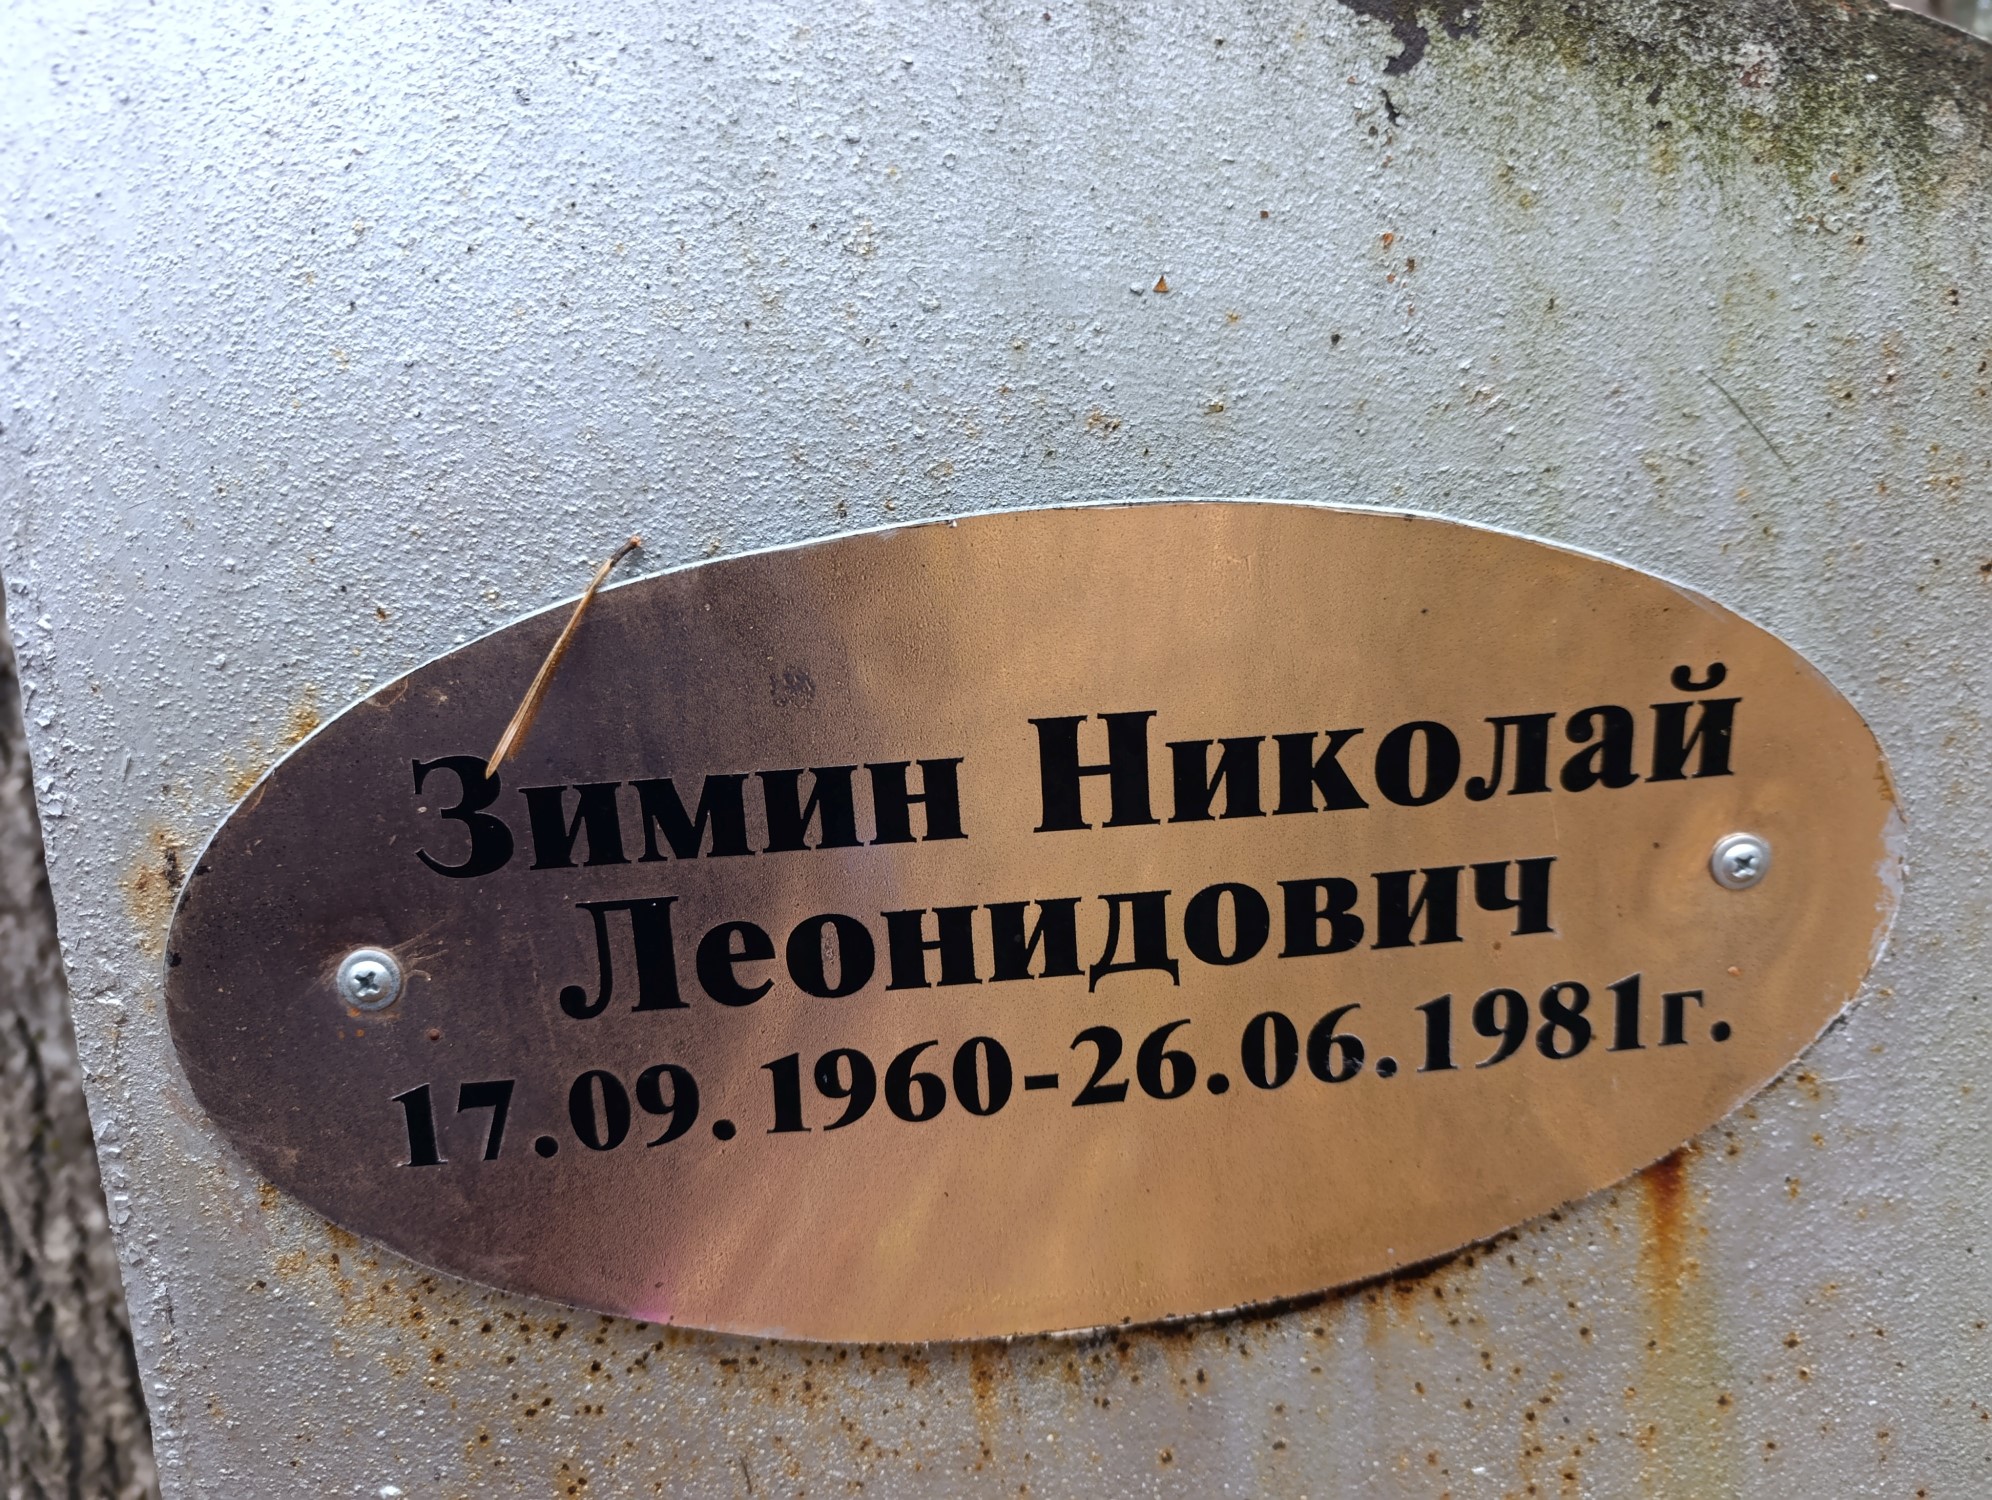 Зимин Николай
Леонидович
17.09.1960-26.06.1981г.